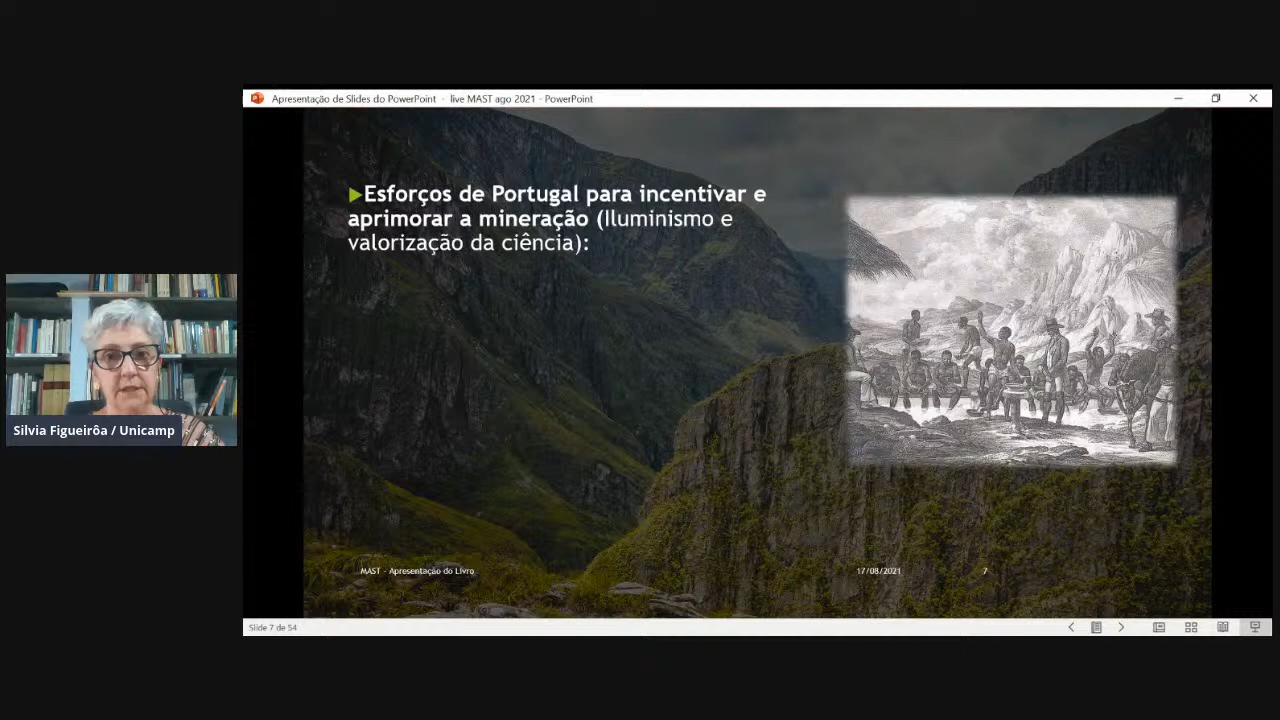 Apresentação de Slides do PowerPoint - live MAST ago 2021 - PowerPoint
▶Esforços de Portugal para incentivar e
aprimorar a mineração (Iluminismo e
valorização da ciência):
Silvia Figueirôa / Unicamp
MAST - Apresentação do Livro
17/08/2021
7
Slide 7 de 54